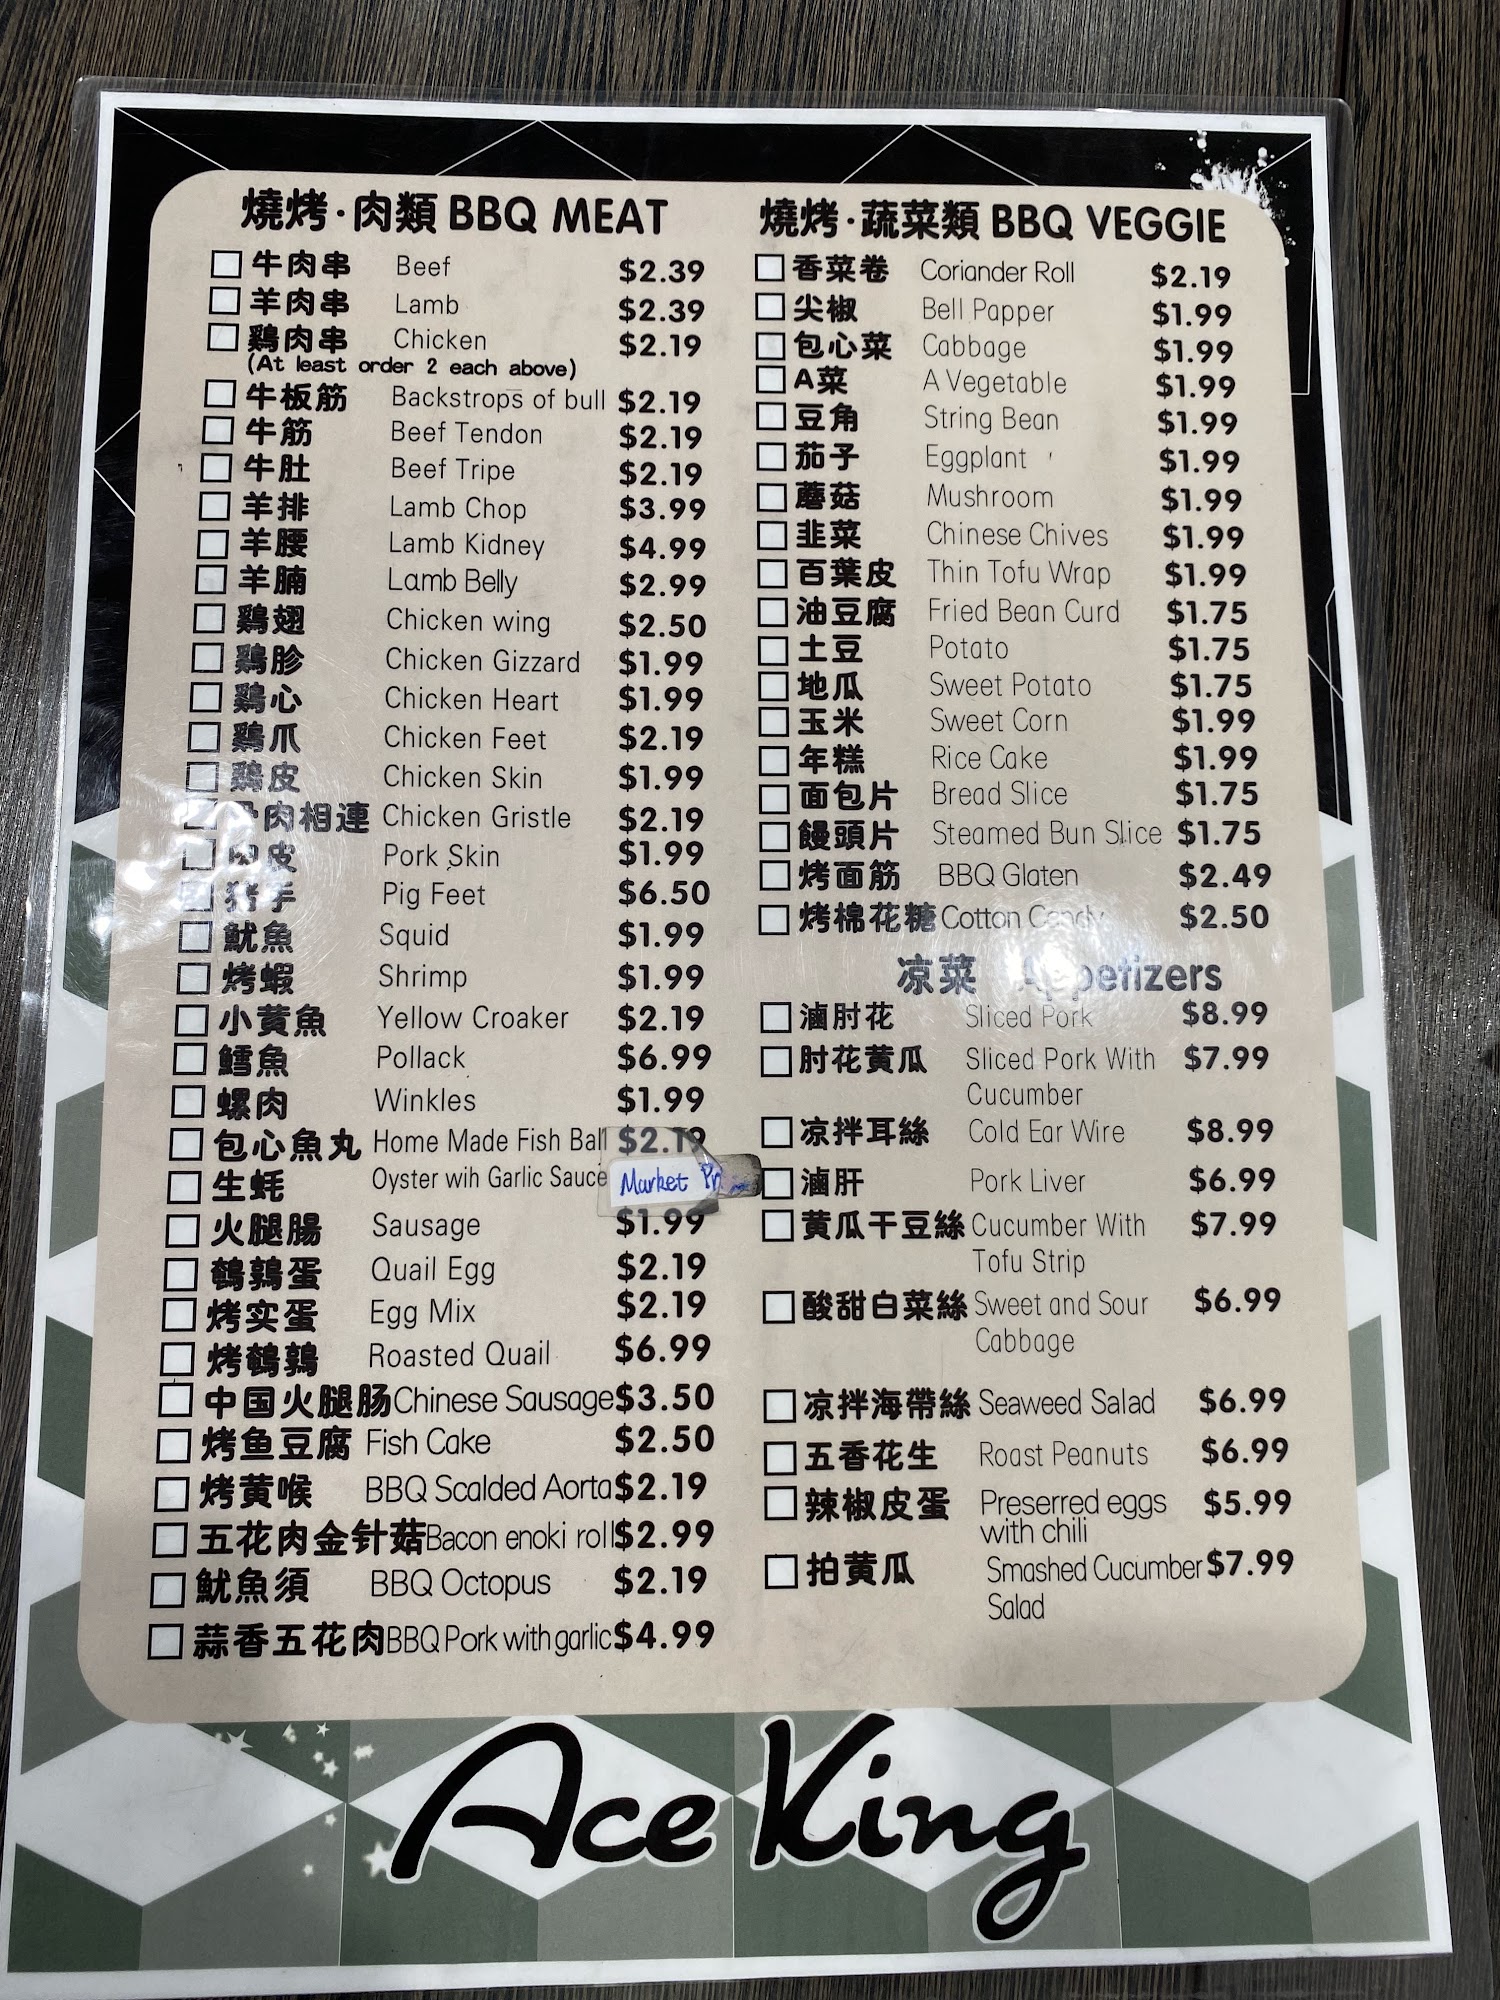 燒烤·肉類 BBQ MEAT
牛肉串 Beef $2.39
羊肉串 Lamb $2.39
鷄肉串 Chicken $2.19
(At least order 2 each above)
牛板筋 Backstrops of bull $2.19
牛筋 Beef Tendon $2.19
牛肚 Beef Tripe $2.19
羊排 Lamb Chop $3.99
羊腰 Lamb Kidney $4.99
羊腩 Lamb Belly $2.99
鷄翅 Chicken wing $2.50
鷄胗 Chicken Gizzard $1.99
鷄心 Chicken Heart $1.99
鷄爪 Chicken Feet $2.19
鷄皮 Chicken Skin $1.99
骨肉相連 Chicken Gristle $2.19
肉皮 Pork Skin $1.99
猪手 Pig Feet $6.50
魷魚 Squid $1.99
烤蝦 Shrimp $1.99
小黄魚 Yellow Croaker $2.19
鱈魚 Pollack $6.99
螺肉 Winkles $1.99
包心魚丸 Home Made Fish Ball $2.19
生蚝 Oyster wih Garlic Sauce Market
火腿腸 Sausage $1.99
鵪鶉蛋 Quail Egg $2.19
烤实蛋 Egg Mix $2.19
烤鵪鶉 Roasted Quail $6.99
中国火腿肠 Chinese Sausage $3.50
烤鱼豆腐 Fish Cake $2.50
烤黄喉 BBQ Scalded Aorta $2.19
五花肉金针菇 Bacon enoki roll $2.99
魷魚須 BBQ Octopus $2.19
蒜香五花肉 BBQ Pork with garlic $4.99
燒烤·蔬菜類 BBQ VEGGIE
香菜卷 Coriander Roll $2.19
尖椒 Bell Papper $1.99
包心菜 Cabbage $1.99
A菜 A Vegetable $1.99
豆角 String Bean $1.99
茄子 Eggplant $1.99
蘑菇 Mushroom $1.99
韭菜 Chinese Chives $1.99
百葉皮 Thin Tofu Wrap $1.99
油豆腐 Fried Bean Curd $1.75
土豆 Potato $1.75
地瓜 Sweet Potato $1.75
玉米 Sweet Corn $1.99
年糕 Rice Cake $1.99
面包片 Bread Slice $1.75
饅頭片 Steamed Bun Slice $1.75
烤面筋 BBQ Glaten $2.49
烤棉花糖 Cotton Candy $2.50
凉菜 Appetizers
滷肘花 Sliced Pork $8.99
肘花黄瓜 Sliced Pork With $7.99
Cucumber
凉拌耳絲 Cold Ear Wire $8.99
滷肝 Pork Liver $6.99
黄瓜干豆絲 Cucumber With $7.99
Tofu Strip
酸甜白菜絲 Sweet and Sour $6.99
Cabbage
凉拌海帶絲 Seaweed Salad $6.99
五香花生 Roast Peanuts $6.99
辣椒皮蛋 Preserred eggs $5.99
with chili
拍黄瓜 Smashed Cucumber $7.99
Salad
Ace King